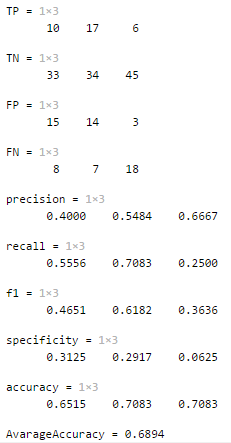 TP = 1×3
10 17 6
TN = 1×3
33 34 45
FP = 1×3
15 14 3
FN = 1×3
8 7 18
precision = 1×3
0.4000 0.5484 0.6667
recall = 1×3
0.5556 0.7083 0.2500
f1 = 1×3
0.4651 0.6182 0.3636
specificity = 1×3
0.3125 0.2917 0.0625
accuracy = 1×3
0.6515 0.7083 0.7083
AvarageAccuracy = 0.6894